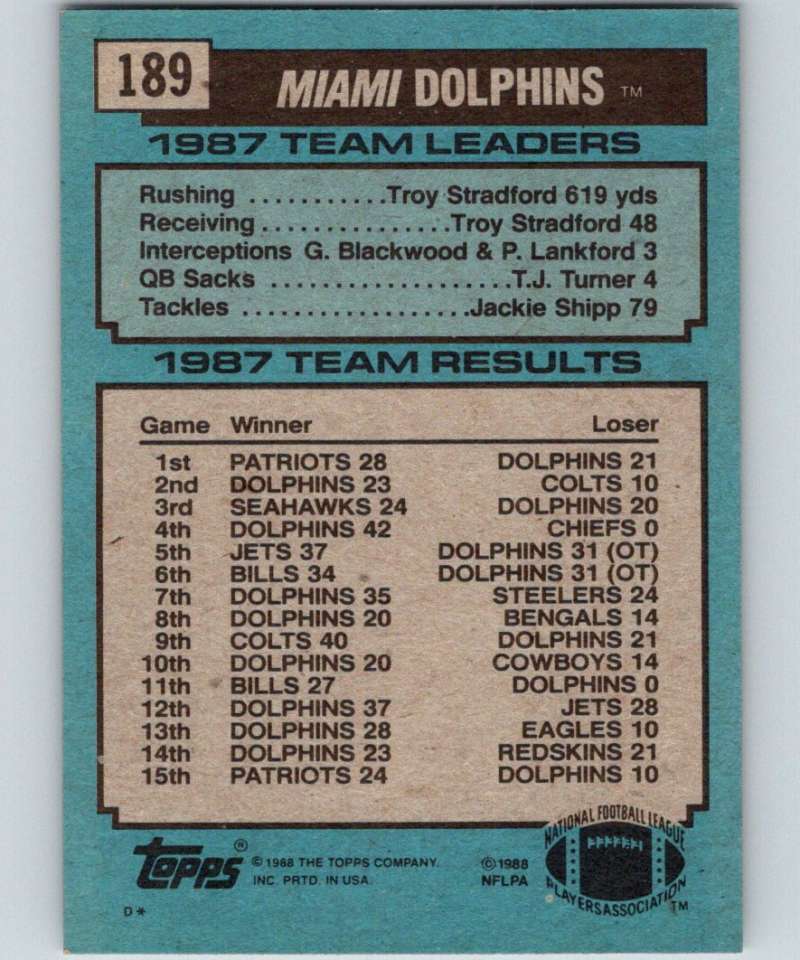 189
MIAMI DOLPHINS ™
1987 TEAM LEADERS
Rushing ...........Troy Stradford 619 yds
Receiving ................Troy Stradford 48
Interceptions G. Blackwood & P. Lankford 3
QB Sacks ...................T.J. Turner 4
Tackles ..................Jackie Shipp 79
1987 TEAM RESULTS
Game Winner Loser
1st PATRIOTS 28 DOLPHINS 21
2nd DOLPHINS 23 COLTS 10
3rd SEAHAWKS 24 DOLPHINS 20
4th DOLPHINS 42 CHIEFS 0
5th JETS 37 DOLPHINS 31 (OT)
6th BILLS 34 DOLPHINS 31 (OT)
7th DOLPHINS 35 STEELERS 24
8th DOLPHINS 20 BENGALS 14
9th COLTS 40 DOLPHINS 21
10th DOLPHINS 20 COWBOYS 14
11th BILLS 27 DOLPHINS 0
12th DOLPHINS 37 JETS 28
13th DOLPHINS 28 EAGLES 10
14th DOLPHINS 23 REDSKINS 21
15th PATRIOTS 24 DOLPHINS 10
topps®
© 1988 THE TOPPS COMPANY.
INC. PRTD. IN USA.
© 1988
NFLPA
NATIONAL FOOTBALL LEAGUE
PLAYERS ASSOCIATION
TM
D*